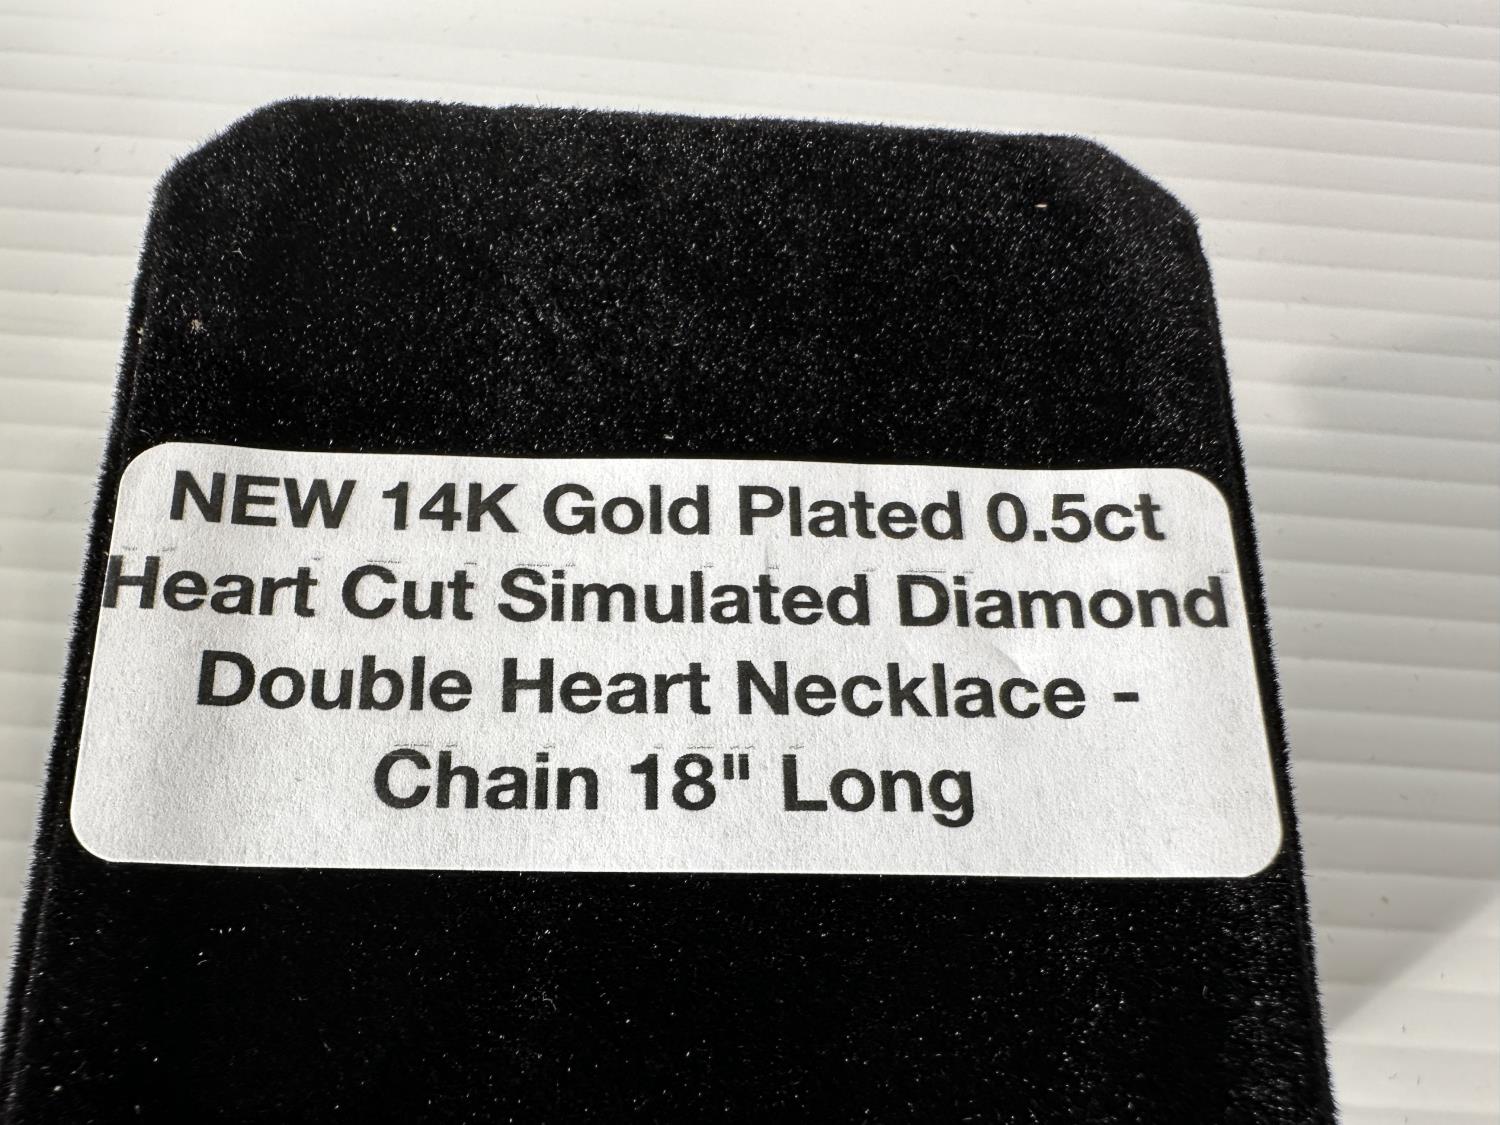 NEW 14K Gold Plated 0.5ct
Heart Cut Simulated Diamond
Double Heart Necklace -
Chain 18" Long